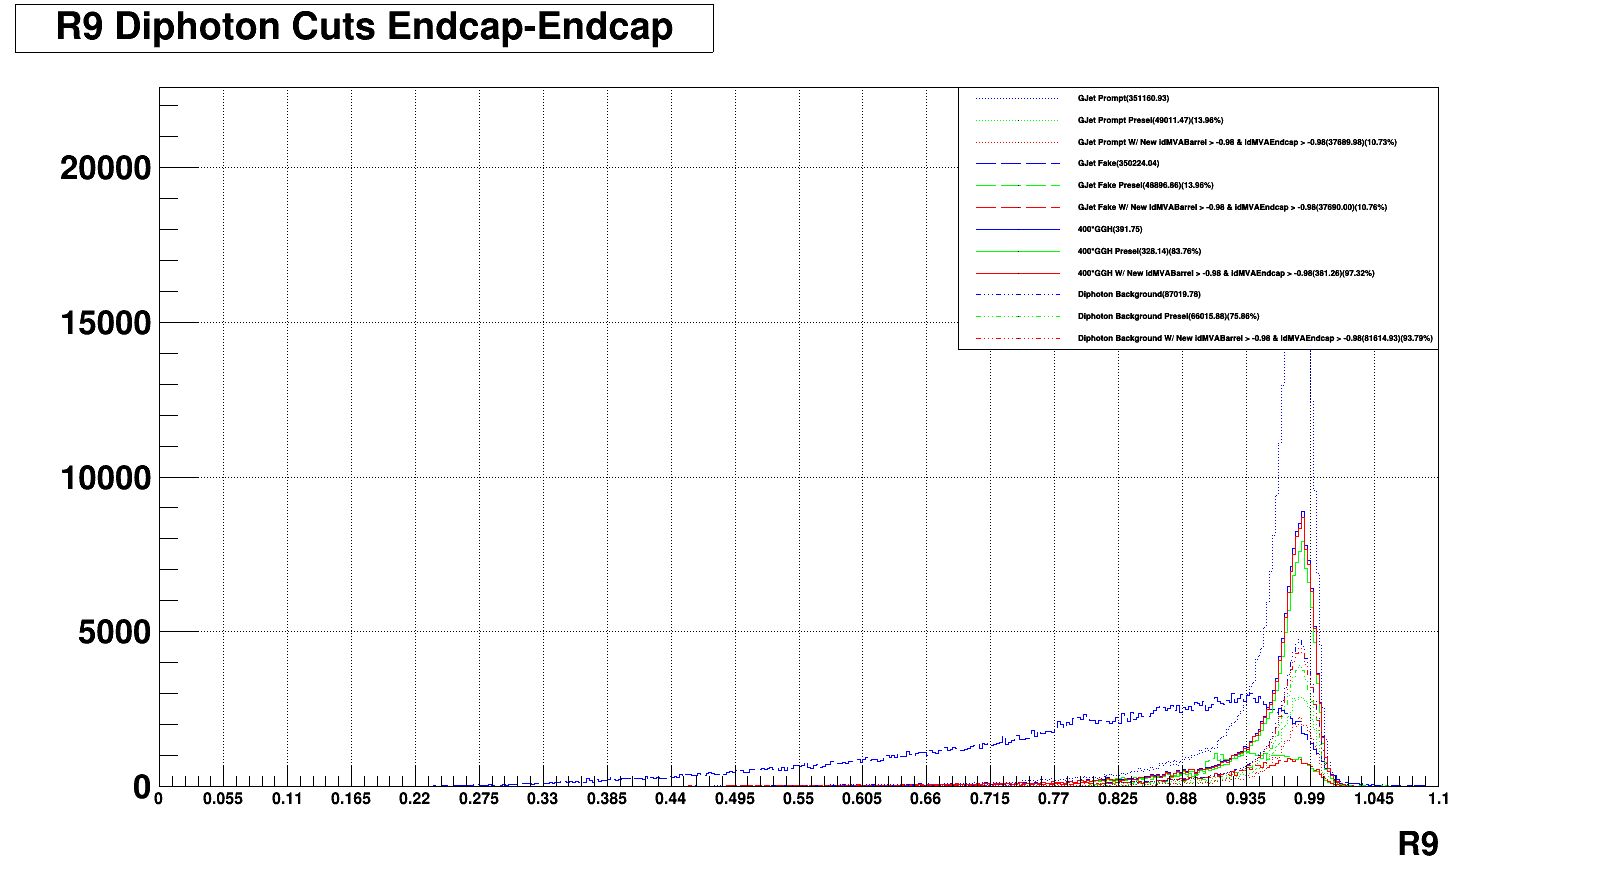 R9 Diphoton Cuts Endcap-Endcap
GJet Prompt(351160.93)
GJet Prompt Presel(49011.47)(13.96%)
GJet Prompt W/ New idMVABarrel > -0.98 & idMVAEndcap > -0.98(37689.98)(10.73%)
GJet Fake(350224.04)
GJet Fake Presel(48896.86)(13.96%)
GJet Fake W/ New idMVABarrel > -0.98 & idMVAEndcap > -0.98(37690.00)(10.76%)
400*GGH(391.75)
400*GGH Presel(328.14)(83.76%)
400*GGH W/ New idMVABarrel > -0.98 & idMVAEndcap > -0.98(381.26)(97.32%)
Diphoton Background(87019.78)
Diphoton Background Presel(66015.88)(75.86%)
Diphoton Background W/ New idMVABarrel > -0.98 & idMVAEndcap > -0.98(81614.93)(93.79%)
20000
15000
10000
5000
0
0 0.055 0.11 0.165 0.22 0.275 0.33 0.385 0.44 0.495 0.55 0.605 0.66 0.715 0.77 0.825 0.88 0.935 0.99 1.045 1.1
R9